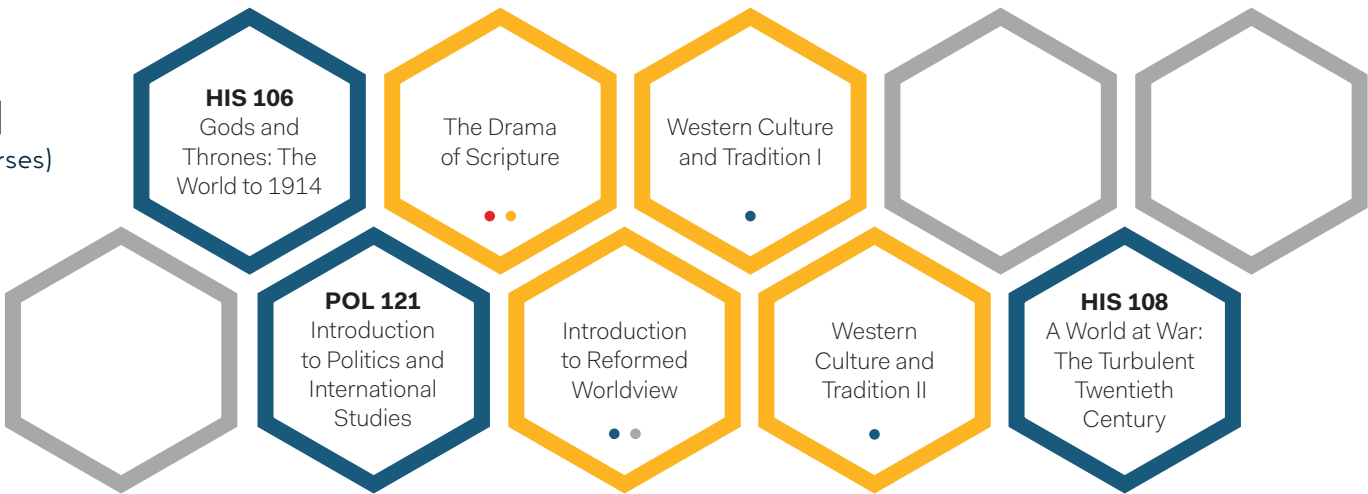 rses)
HIS 106
Gods and
Thrones: The
World to 1914
The Drama
of Scripture
Western Culture
and Tradition I
POL 121
Introduction
to Politics and
International
Studies
Introduction
to Reformed
Worldview
Western
Culture and
Tradition II
HIS 108
A World at War:
The Turbulent
Twentieth
Century